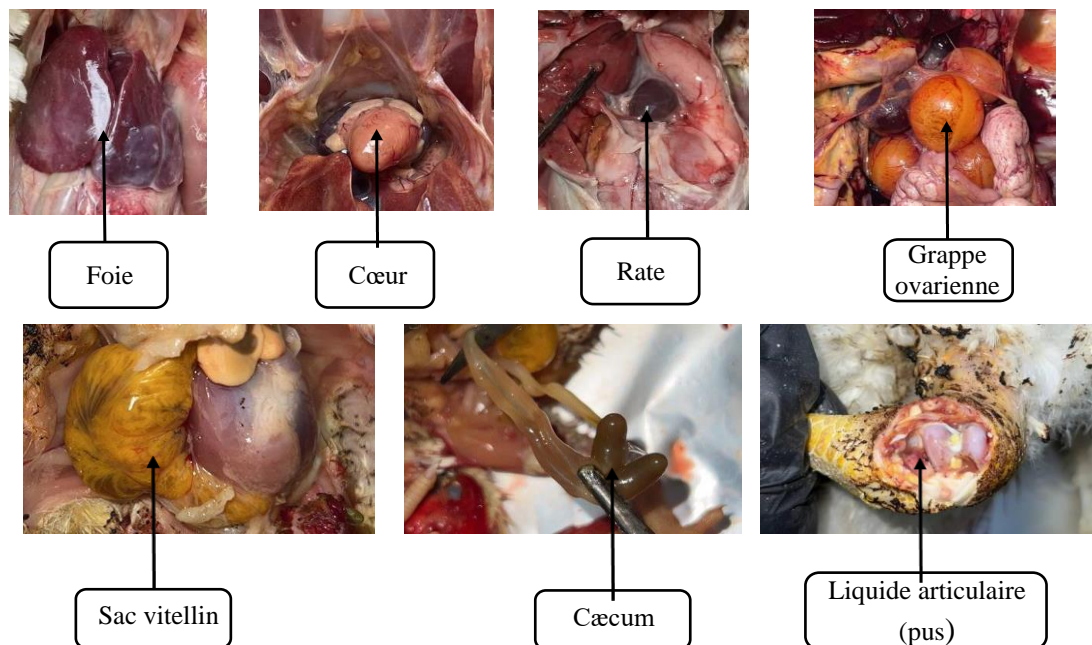 Foie
Cœur
Rate
Grappe
ovarienne
Sac vitellin
Cæcum
Liquide articulaire
(pus)